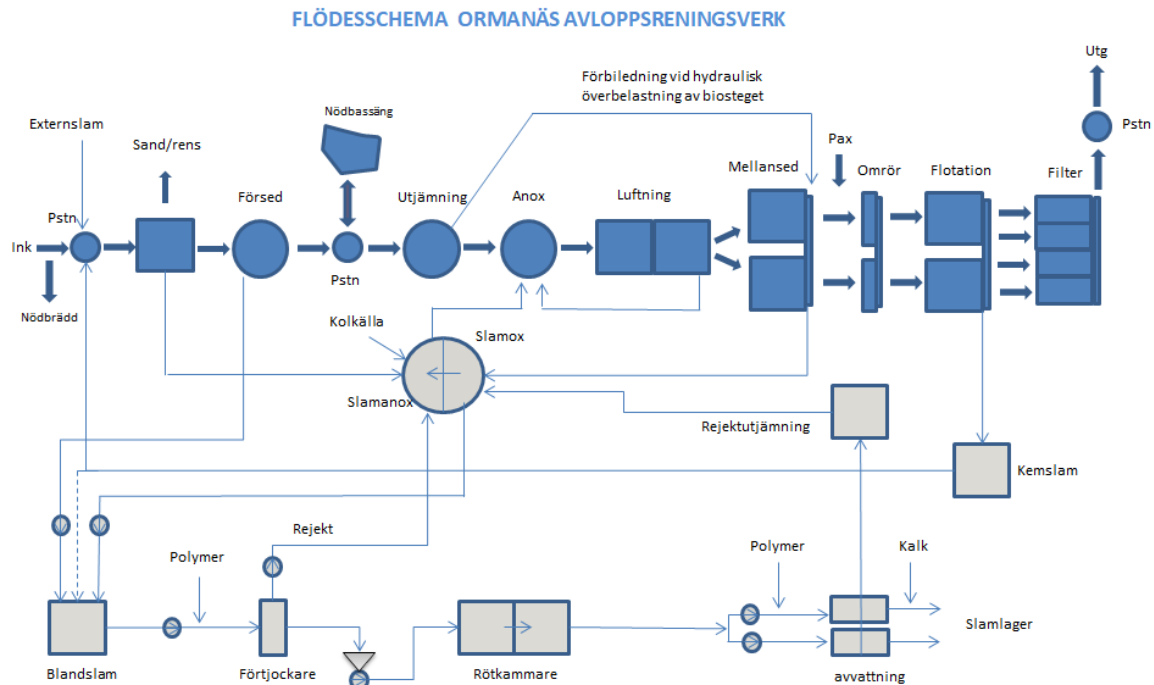 FLÖDESSCHEMA ORMANÄS AVLOPPSRENINGSVERK
Utg
Förbiledning vid hydraulisk
överbelastning av biosteget
Nödbassäng
Externslam
Pstn
Sand/rens
Pax
Mellansed
Omrör
Flotation
Filter
Försed
Utjämning
Anox
Luftning
Pstn
Ink
Pstn
Nödbrädd
Kolkälla
Slamox
Slamanox
Rejektutjämning
Kemslam
Rejekt
Polymer
Polymer
Kalk
Slamlager
Blandslam
Förtjockare
Rötkammare
avvattning